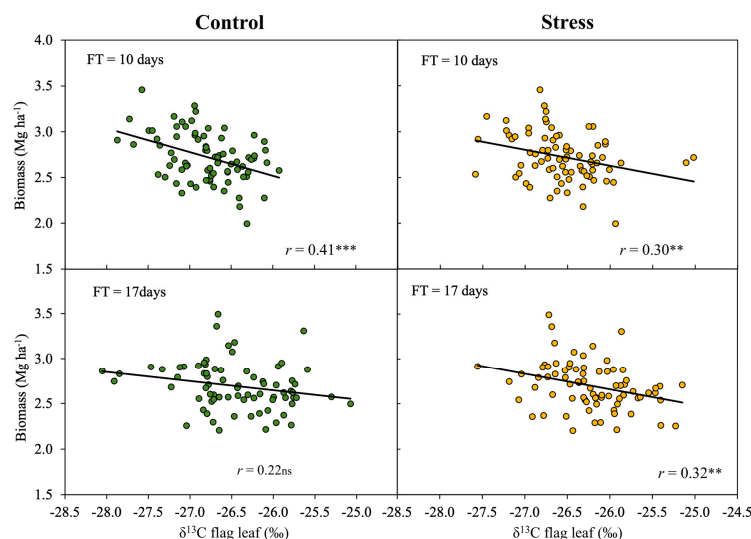 Control
Stress
4.0
3.5
3.0
2.5
2.0
1.5
Biomass (Mg ha⁻¹)
FT = 10 days
r = 0.41***
FT = 10 days
r = 0.30**
4.0
3.5
3.0
2.5
2.0
1.5
Biomass (Mg ha⁻¹)
FT = 17days
r = 0.22ns
FT = 17 days
r = 0.32**
-28.5 -28.0 -27.5 -27.0 -26.5 -26.0 -25.5 -25.0 -28.5 -28.0 -27.5 -27.0 -26.5 -26.0 -25.5 -25.0 -24.5
δ¹³C flag leaf (‰)
δ¹³C flag leaf (‰)